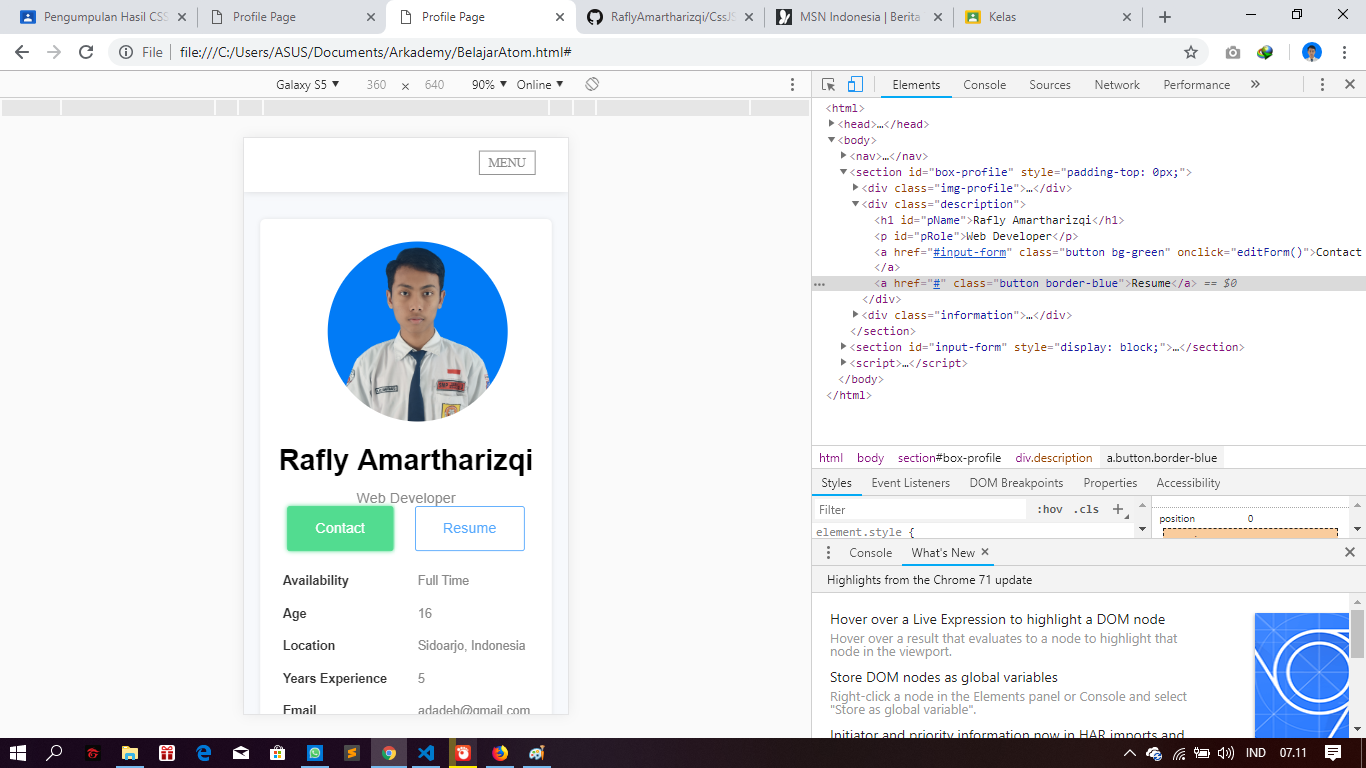 Pengumpulan Hasil CSS
Profile Page
Profile Page
RaflyAmartharizqi/CssJS
MSN Indonesia | Berita
Kelas
File
file:///C:/Users/ASUS/Documents/Arkademy/BelajarAtom.html#
Galaxy S5 360 × 640 90% Online
Elements Console Sources Network Performance »
MENU
Rafly Amartharizqi
Web Developer
Contact Resume
Availability Full Time
Age 16
Location Sidoarjo, Indonesia
Years Experience 5
Email adadeh@gmail.com
<html>
<head>…</head>
<body>
<nav>…</nav>
<section id="box-profile" style="padding-top: 0px;">
<div class="img-profile">…</div>
<div class="description">
<h1 id="pName">Rafly Amartharizqi</h1>
<p id="pRole">Web Developer</p>
<a href="#input-form" class="button bg-green" onclick="editForm()">Contact
</a>
<a href="#" class="button border-blue">Resume</a> == $0
</div>
<div class="information">…</div>
</section>
<section id="input-form" style="display: block;">…</section>
<script>…</script>
</body>
</html>
html body section#box-profile div.description a.button.border-blue
Styles Event Listeners DOM Breakpoints Properties Accessibility
Filter :hov .cls +
element.style {
position 0
Console What's New
Highlights from the Chrome 71 update
Hover over a Live Expression to highlight a DOM node
Hover over a result that evaluates to a node to highlight that
node in the viewport.
Store DOM nodes as global variables
Right-click a node in the Elements panel or Console and select
"Store as global variable".
Initiator and priority information now in HAR imports and
IND 07.11